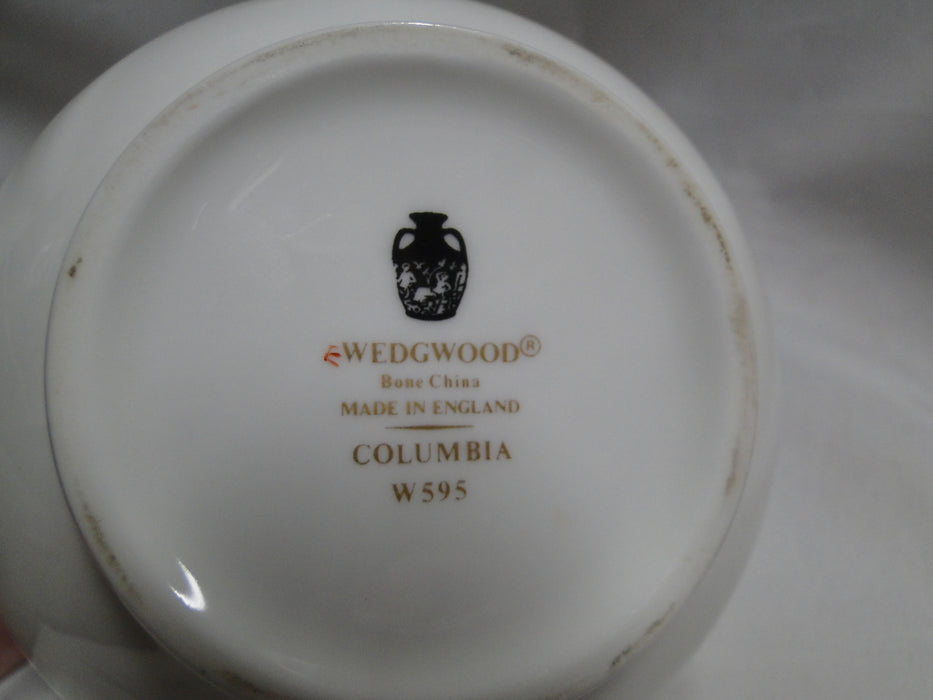 WEDGWOOD®
Bone China
MADE IN ENGLAND
COLUMBIA
W595